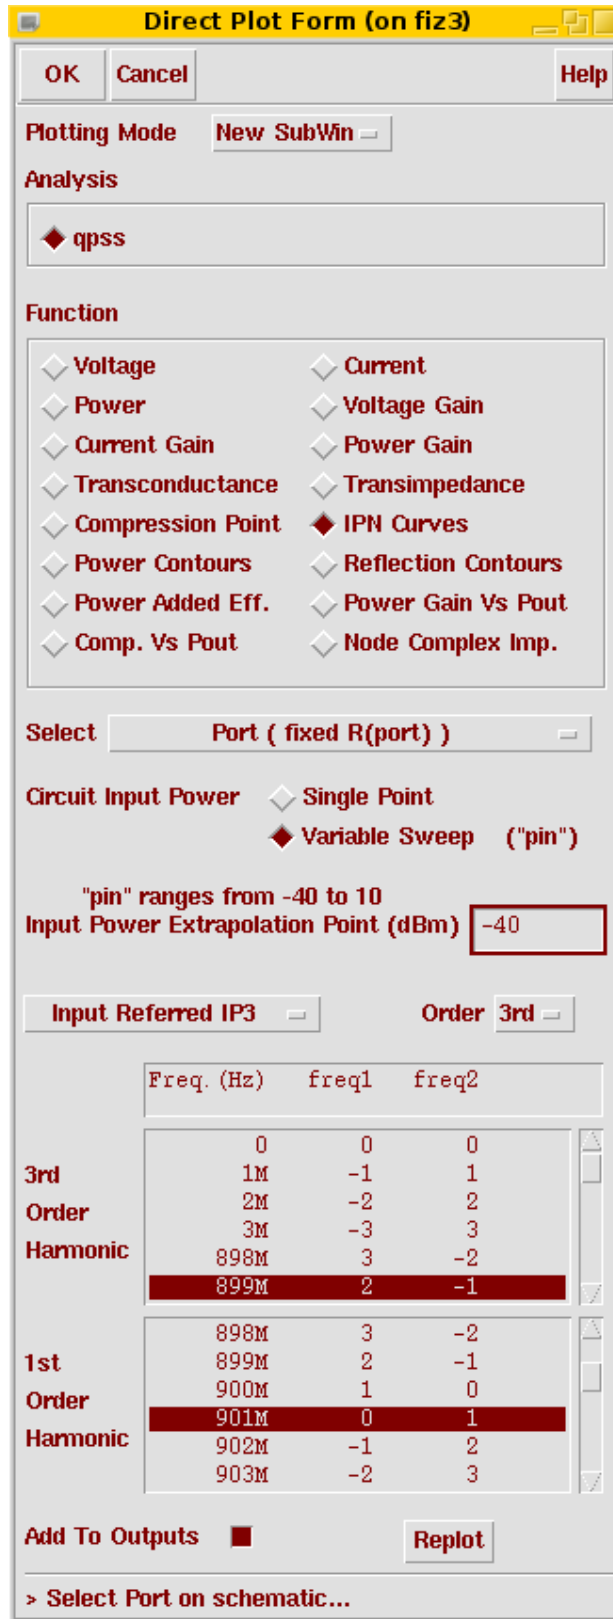 Direct Plot Form (on fiz3)
OK Cancel Help
Plotting Mode New SubWin
Analysis
qpss
Function
Voltage Current
Power Voltage Gain
Current Gain Power Gain
Transconductance Transimpedance
Compression Point IPN Curves
Power Contours Reflection Contours
Power Added Eff. Power Gain Vs Pout
Comp. Vs Pout Node Complex Imp.
Select Port ( fixed R(port) )
Circuit Input Power Single Point
Variable Sweep ("pin")
"pin" ranges from -40 to 10
Input Power Extrapolation Point (dBm) -40
Input Referred IP3 Order 3rd
Freq. (Hz) freq1 freq2
3rd Order Harmonic
0 0 0
1M -1 1
2M -2 2
3M -3 3
898M 3 -2
899M 2 -1
1st Order Harmonic
898M 3 -2
899M 2 -1
900M 1 0
901M 0 1
902M -1 2
903M -2 3
Add To Outputs Replot
> Select Port on schematic...